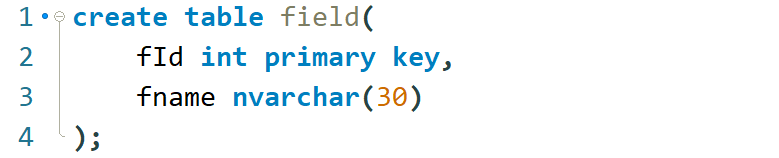 1 create table field(
2 fId int primary key,
3 fname nvarchar(30)
4 );